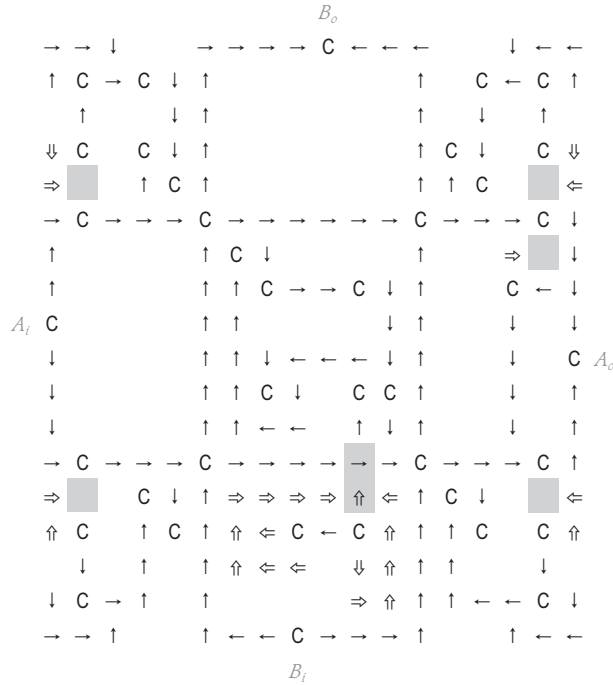 B_o
→ → ↓ → → → → C ← ← ← ↓ ← ←
↑ C → C ↓ ↑ ↑ C ← C ↑
↑ ↓ ↑ ↑ ↓ ↑
⇓ C C ↓ ↑ ↑ C ↓ C ⇓
⇒ ↑ C ↑ ↑ ↑ C ⇐
→ C → → → C → → → → → → C → → → C ↓
↑ ↑ C ↓ ↑ ⇒ ↓
↑ ↑ ↑ C → → C ↓ ↑ C ← ↓
A_i C ↑ ↑ ↓ ↑ ↓ ↓
↓ ↑ ↑ ↓ ← ← ← ↓ ↑ ↓ C A_o
↓ ↑ ↑ C ↓ C C ↑ ↓ ↑
↓ ↑ ↑ ← ← ↑ ↓ ↑ ↓ ↑
→ C → → → C → → → → → → C → → → C ↑
⇒ C ↓ ↑ ⇒ ⇒ ⇒ ⇒ ⇑ ⇐ ↑ C ↓ ⇐
⇑ C ↑ C ↑ ⇑ ⇐ C ← C ⇑ ↑ ↑ C C ⇑
↓ ↑ ↑ ⇑ ⇐ ⇐ ⇓ ⇑ ↑ ↑ ↓
↓ C → ↑ ↑ ⇒ ⇑ ↑ ↑ ← ← C ↓
→ → ↑ ↑ ← ← C → → → ↑ ↑ ← ←
B_i